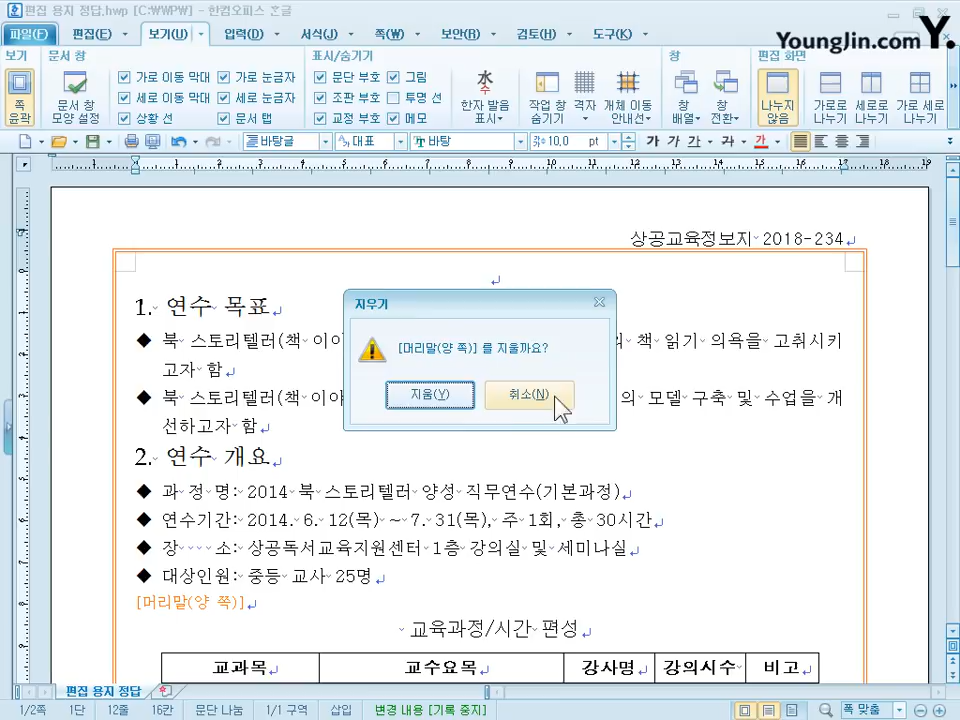 편집 용지 정답.hwp [C:₩WP₩] - 한컴오피스 흔글
YoungJin.com Y.
파일(F) 편집(E) 보기(U) 입력(D) 서식(J) 쪽(W) 보안(R) 검토(H) 도구(K)
보기 문서 창 표시/숨기기 창 편집 화면
쪽 윤곽
문서 창 모양 설정
가로 이동 막대 가로 눈금자
세로 이동 막대 세로 눈금자
상황 선 문서 탭
문단 부호 그림
조판 부호 투명 선
교정 부호 메모
한자 발음 표시
작업 창 숨기기
격자
개체 이동 안내선
창 배열
창 전환
나누지 않음
가로로 나누기
세로로 나누기
가로 세로 나누기
바탕글 대표 바탕 10.0 pt 가 가 가 가 가
상공교육정보지 2018-234
1. 연수 목표
◆ 북 스토리텔러(책 이야 의 책 읽기 의욕을 고취시키
고자 함
◆ 북 스토리텔러(책 이야 의 모델 구축 및 수업을 개
선하고자 함
지우기
[머리말(양 쪽)] 를 지울까요?
지움(Y) 취소(N)
2. 연수 개요
◆ 과 정 명: 2014 북 스토리텔러 양성 직무연수(기본과정)
◆ 연수기간: 2014. 6. 12(목) ~ 7. 31(목), 주 1회, 총 30시간
◆ 장 소: 상공독서교육지원센터 1층 강의실 및 세미나실
◆ 대상인원: 중등 교사 25명
[머리말(양 쪽)]
교육과정/시간 편성
교과목 교수요목 강사명 강의시수 비고
편집 용지 정답
1/2쪽 1단 12줄 16칸 문단 나눔 1/1 구역 삽입 변경 내용 [기록 중지] 폭 맞춤